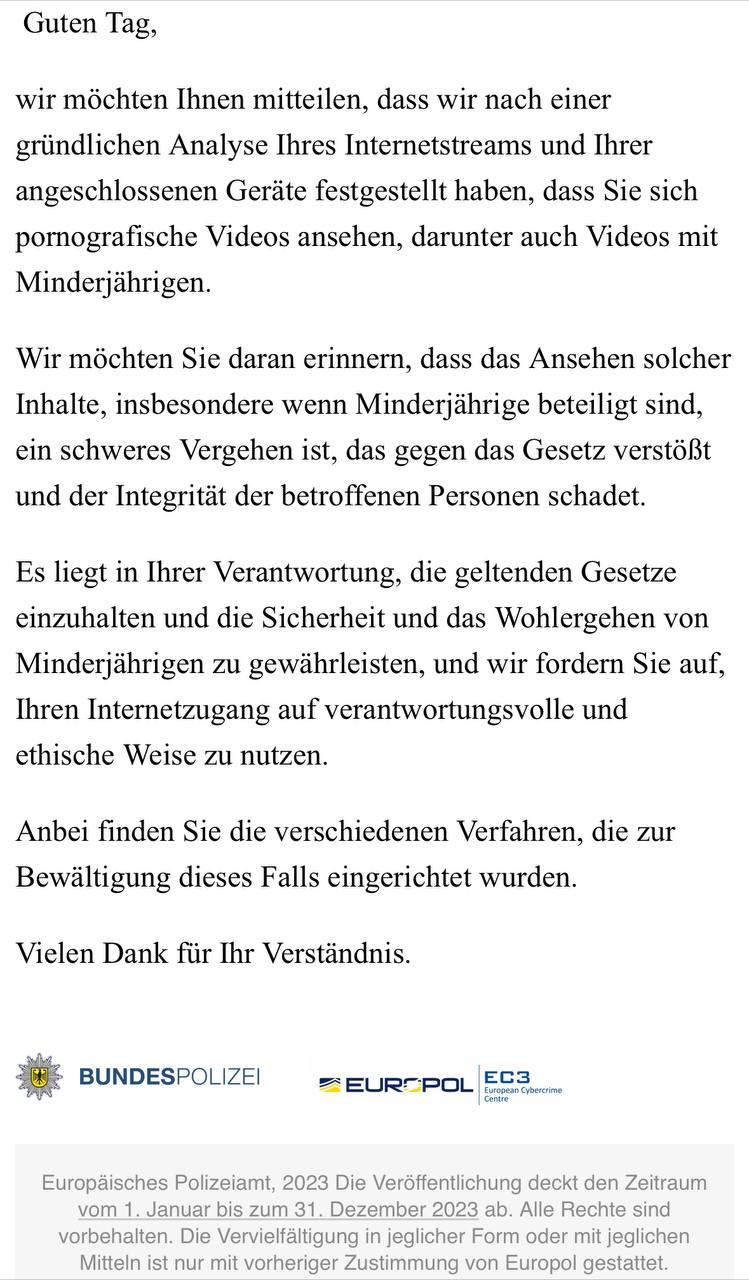 Guten Tag,
wir möchten Ihnen mitteilen, dass wir nach einer
gründlichen Analyse Ihres Internetstreams und Ihrer
angeschlossenen Geräte festgestellt haben, dass Sie sich
pornografische Videos ansehen, darunter auch Videos mit
Minderjährigen.
Wir möchten Sie daran erinnern, dass das Ansehen solcher
Inhalte, insbesondere wenn Minderjährige beteiligt sind,
ein schweres Vergehen ist, das gegen das Gesetz verstößt
und der Integrität der betroffenen Personen schadet.
Es liegt in Ihrer Verantwortung, die geltenden Gesetze
einzuhalten und die Sicherheit und das Wohlergehen von
Minderjährigen zu gewährleisten, und wir fordern Sie auf,
Ihren Internetzugang auf verantwortungsvolle und
ethische Weise zu nutzen.
Anbei finden Sie die verschiedenen Verfahren, die zur
Bewältigung dieses Falls eingerichtet wurden.
Vielen Dank für Ihr Verständnis.
BUNDESPOLIZEI
EUROPOL
EC3
European Cybercrime
Centre
Europäisches Polizeiamt, 2023 Die Veröffentlichung deckt den Zeitraum
vom 1. Januar bis zum 31. Dezember 2023 ab. Alle Rechte sind
vorbehalten. Die Vervielfältigung in jeglicher Form oder mit jeglichen
Mitteln ist nur mit vorheriger Zustimmung von Europol gestattet.